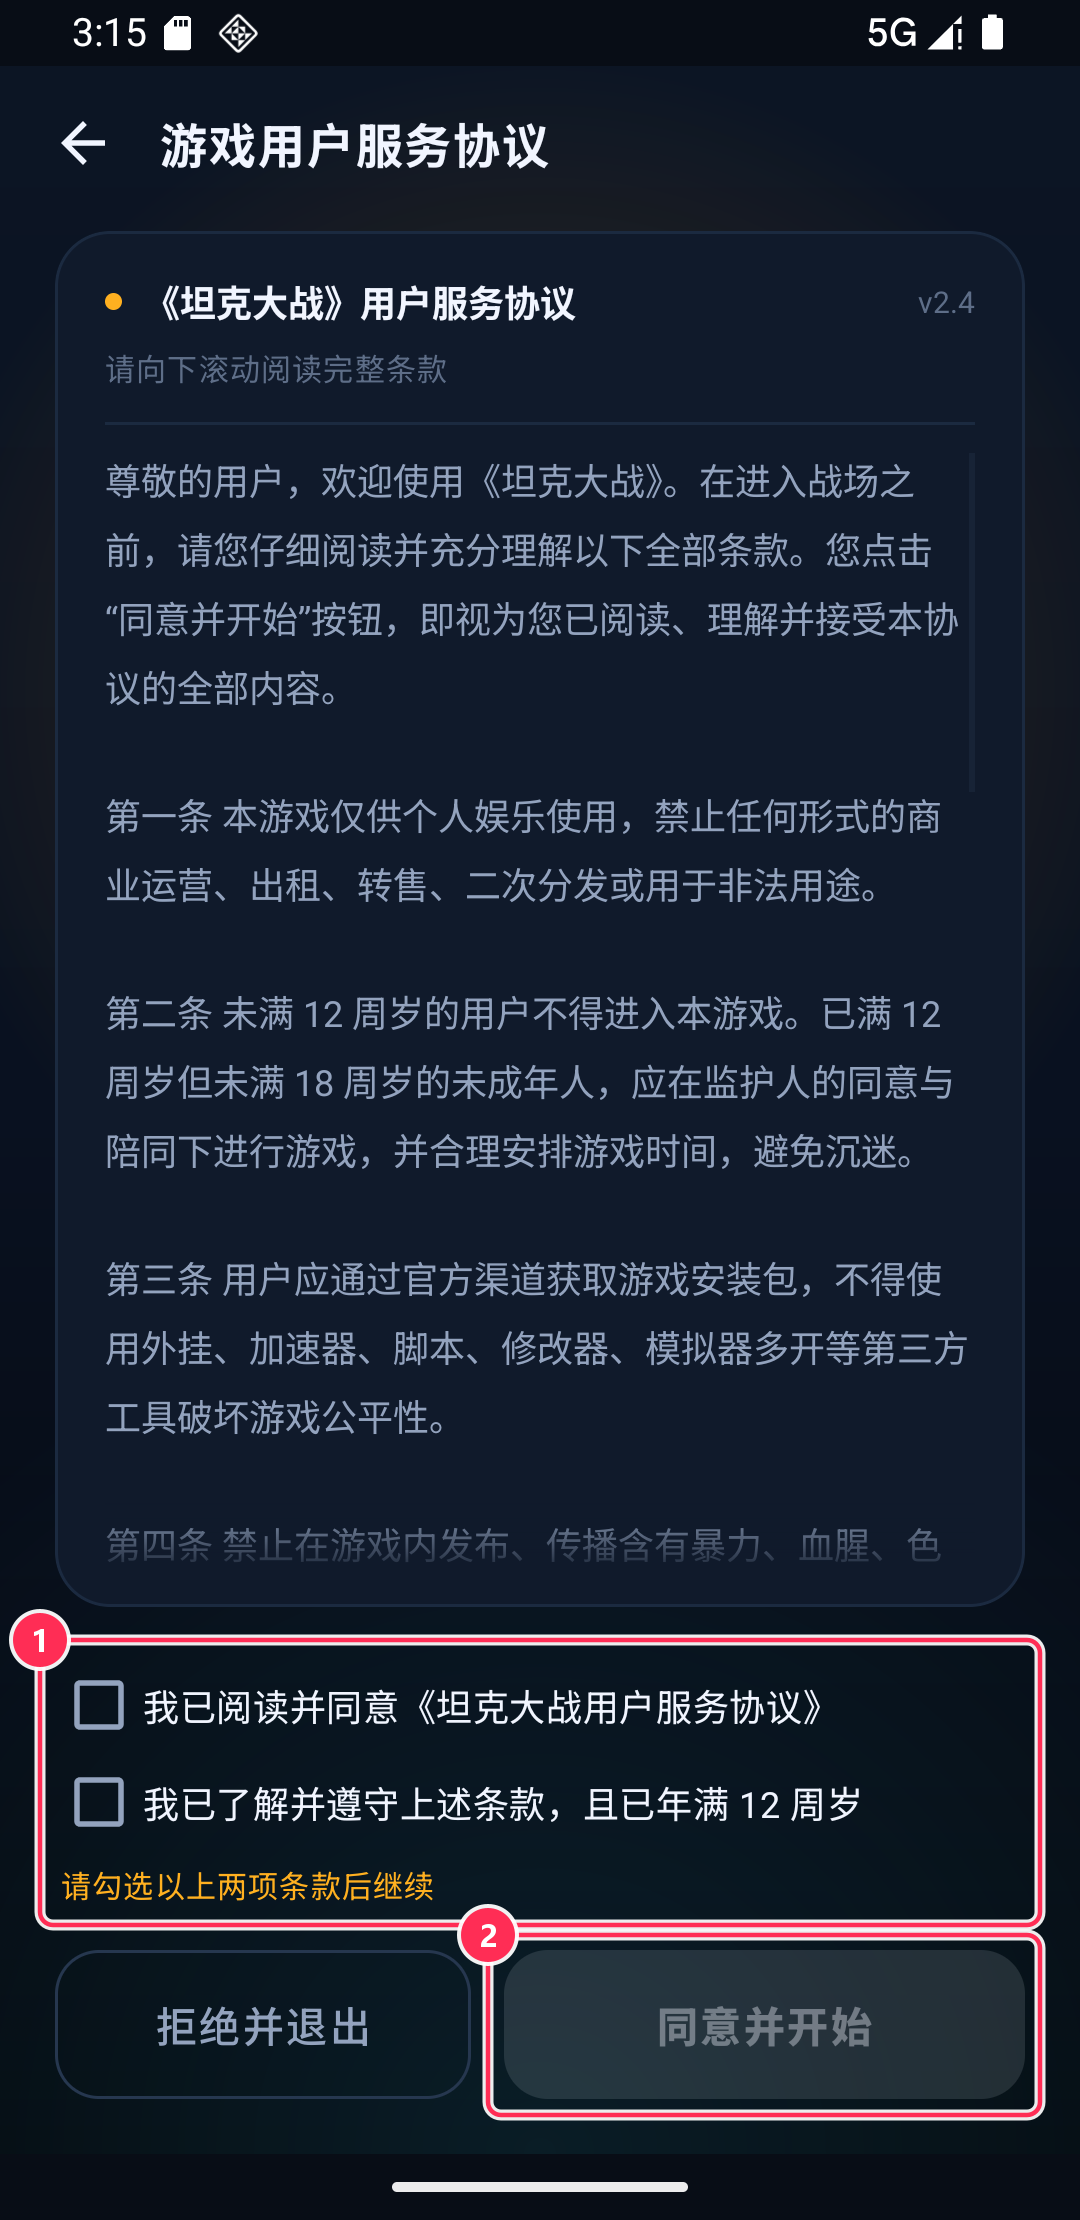 3:15
5G
游戏用户服务协议
《坦克大战》用户服务协议
v2.4
请向下滚动阅读完整条款
尊敬的用户，欢迎使用《坦克大战》。在进入战场之
前，请您仔细阅读并充分理解以下全部条款。您点击
“同意并开始”按钮，即视为您已阅读、理解并接受本协
议的全部内容。
第一条 本游戏仅供个人娱乐使用，禁止任何形式的商
业运营、出租、转售、二次分发或用于非法用途。
第二条 未满 12 周岁的用户不得进入本游戏。已满 12
周岁但未满 18 周岁的未成年人，应在监护人的同意与
陪同下进行游戏，并合理安排游戏时间，避免沉迷。
第三条 用户应通过官方渠道获取游戏安装包，不得使
用外挂、加速器、脚本、修改器、模拟器多开等第三方
工具破坏游戏公平性。
第四条 禁止在游戏内发布、传播含有暴力、血腥、色
1
我已阅读并同意《坦克大战用户服务协议》
我已了解并遵守上述条款，且已年满 12 周岁
请勾选以上两项条款后继续
2
拒绝并退出
同意并开始